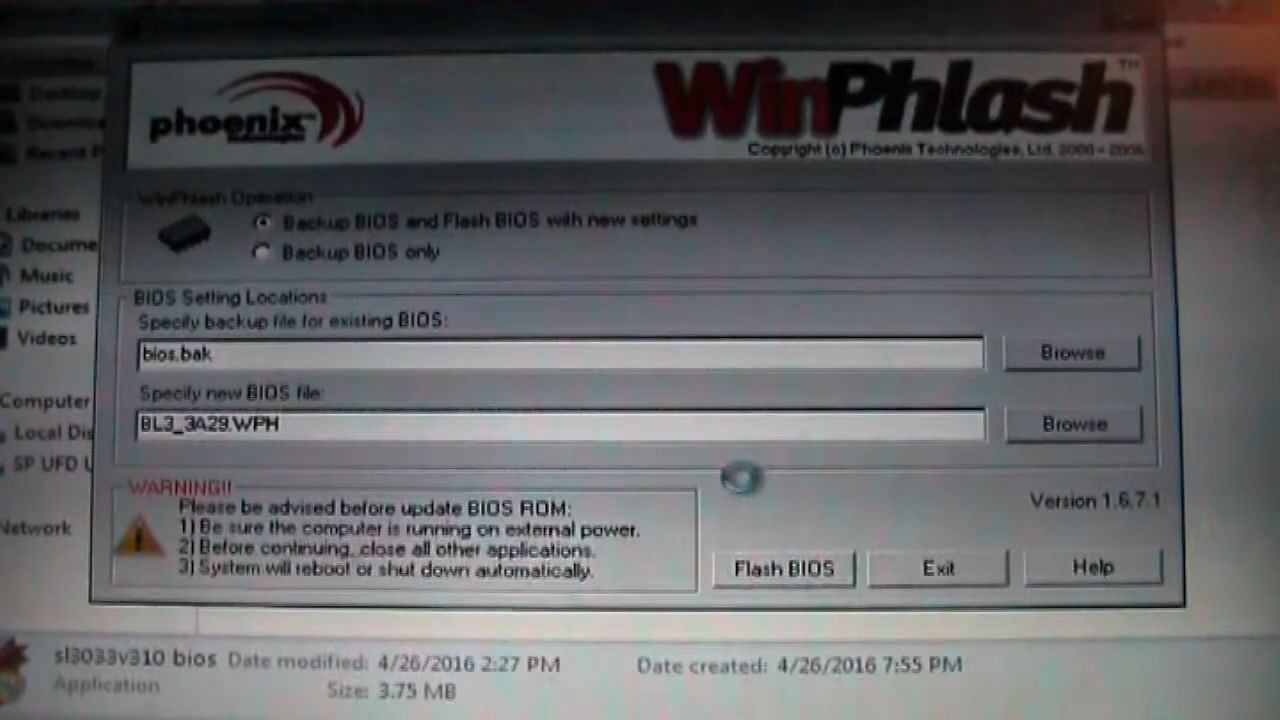 phoenix
WinPhlash
TM
Copyright (c) Phoenix Technologies, Ltd. 2000 -
Desktop
WinPhlash Operation
Backup BIOS and Flash BIOS with new settings
Backup BIOS only
Libraries
Docume
Music
Pictures
Videos
BIOS Setting Locations
Specify backup file for existing BIOS:
bios.bak
Browse
Specify new BIOS file:
BL3_3A29.WPH
Browse
Computer
Local Dis
SP UFD U
Network
WARNING!!
Please be advised before update BIOS ROM:
1) Be sure the computer is running on external power.
2) Before continuing, close all other applications.
3) System will reboot or shut down automatically.
Version 1.6.7.1
Flash BIOS
Exit
Help
sl3033v310 bios Date modified: 4/26/2016 2:27 PM Date created: 4/26/2016 7:55 PM
Application Size: 3.75 MB